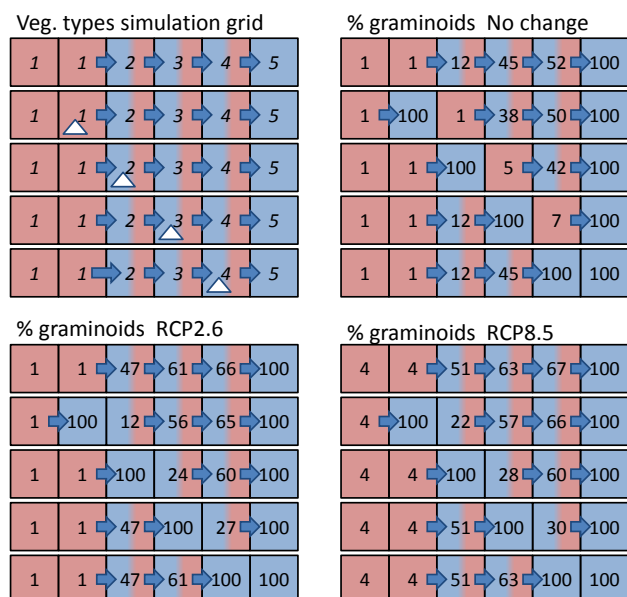 Veg. types simulation grid
1 1 2 3 4 5
1 1 2 3 4 5
1 1 2 3 4 5
1 1 2 3 4 5
1 1 2 3 4 5
% graminoids No change
1 1 12 45 52 100
1 100 1 38 50 100
1 1 100 5 42 100
1 1 12 100 7 100
1 1 12 45 100 100
% graminoids RCP2.6
1 1 47 61 66 100
1 100 12 56 65 100
1 1 100 24 60 100
1 1 47 100 27 100
1 1 47 61 100 100
% graminoids RCP8.5
4 4 51 63 67 100
4 100 22 57 66 100
4 4 100 28 60 100
4 4 51 100 30 100
4 4 51 63 100 100